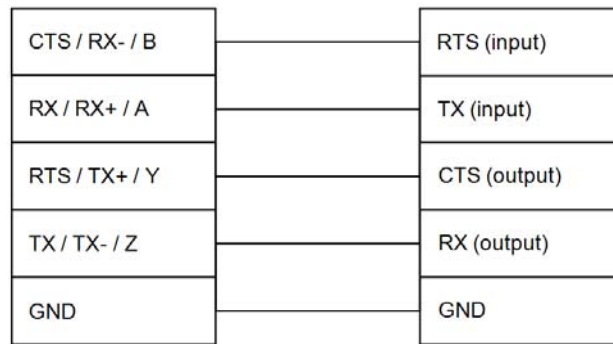 CTS / RX- / B
RTS (input)
RX / RX+ / A
TX (input)
RTS / TX+ / Y
CTS (output)
TX / TX- / Z
RX (output)
GND
GND